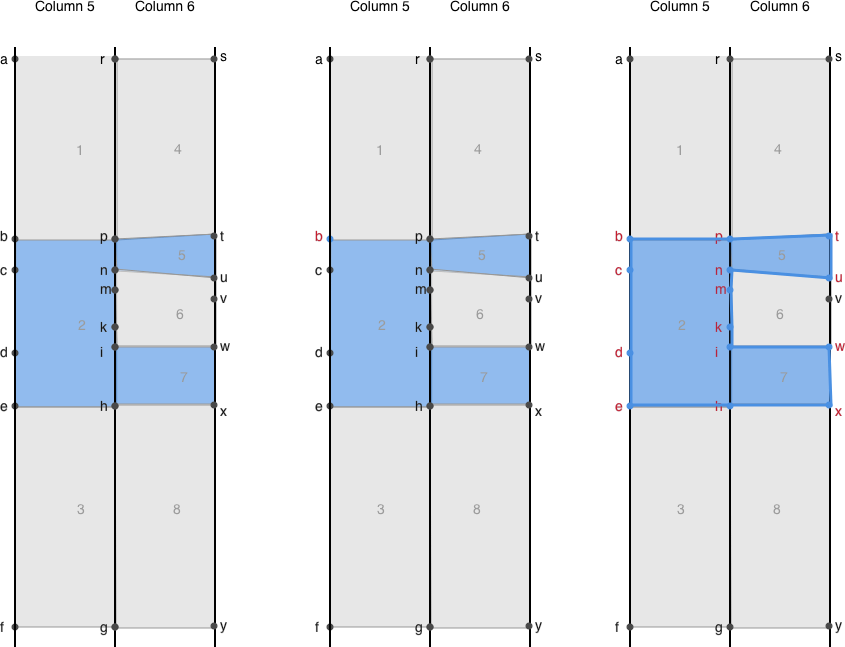 Column 5 Column 6 Column 5 Column 6 Column 5 Column 6
a r s a r s a r s
1 4 1 4 1 4
b p t b p t b p t
5 5 5
c n u c n u c n u
m v m v m v
6 6 6
2 k 2 k 2 k
d i w d i w d i w
7 7 7
e h x e h x e h x
3 8 3 8 3 8
f g y f g y f g y